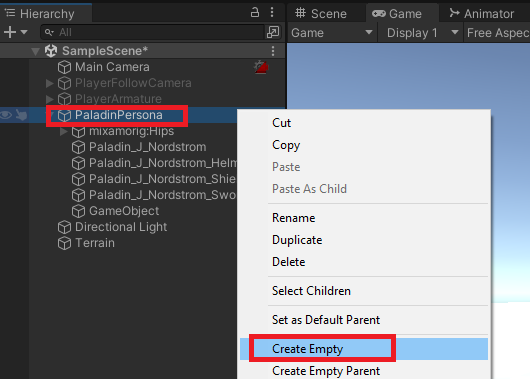 Hierarchy
All
SampleScene*
Main Camera
PlayerFollowCamera
PlayerArmature
PaladinPersona
mixamorig:Hips
Paladin_J_Nordstrom
Paladin_J_Nordstrom_Helm
Paladin_J_Nordstrom_Shie
Paladin_J_Nordstrom_Swo
GameObject
Directional Light
Terrain
Scene
Game
Animator
Game
Display 1
Free Aspec
Cut
Copy
Paste
Paste As Child
Rename
Duplicate
Delete
Select Children
Set as Default Parent
Create Empty
Create Empty Parent